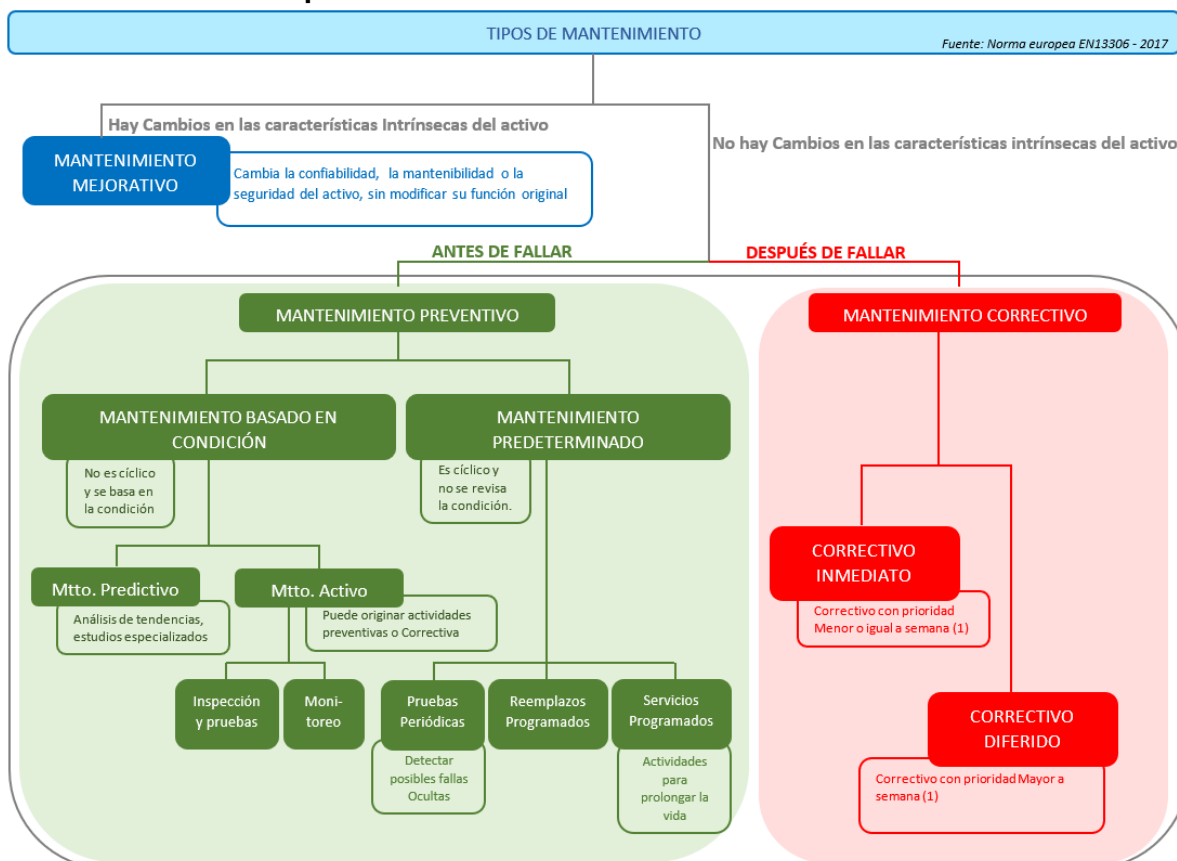 TIPOS DE MANTENIMIENTO
Fuente: Norma europea EN13306 - 2017
Hay Cambios en las características Intrínsecas del activo
No hay Cambios en las características intrínsecas del activo
MANTENIMIENTO
MEJORATIVO
Cambia la confiabilidad, la mantenibilidad o la
seguridad del activo, sin modificar su función original
ANTES DE FALLAR
DESPUÉS DE FALLAR
MANTENIMIENTO PREVENTIVO
MANTENIMIENTO CORRECTIVO
MANTENIMIENTO BASADO EN
CONDICIÓN
No es cíclico
y se basa en
la condición
MANTENIMIENTO
PREDETERMINADO
Es cíclico y
no se revisa
la condición.
Mtto. Predictivo
Análisis de tendencias,
estudios especializados
Mtto. Activo
Puede originar actividades
preventivas o Correctiva
Inspección
y pruebas
Moni-
toreo
Pruebas
Periódicas
Detectar
posibles fallas
Ocultas
Reemplazos
Programados
Servicios
Programados
Actividades
para
prolongar la
vida
CORRECTIVO
INMEDIATO
Correctivo con prioridad
Menor o igual a semana (1)
CORRECTIVO
DIFERIDO
Correctivo con prioridad Mayor a
semana (1)